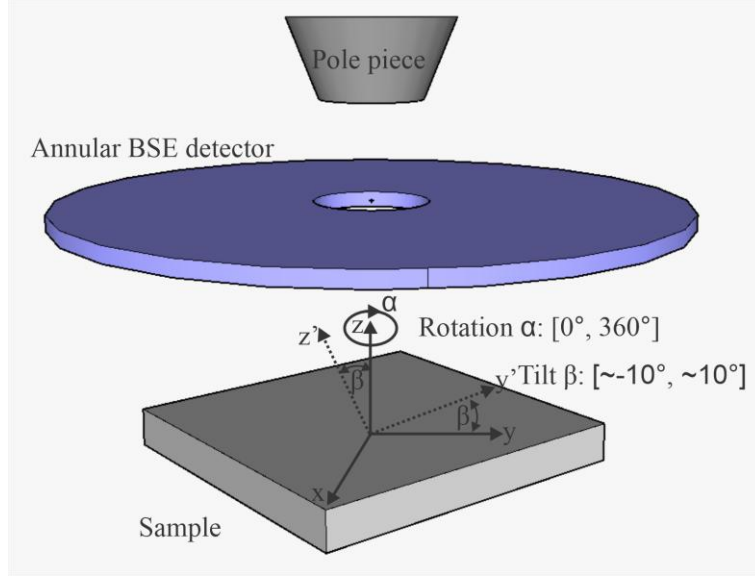 Pole piece
Annular BSE detector
α
z Rotation α: [0°, 360°]
z'
β y' Tilt β: [~-10°, ~10°]
β
y
x
Sample